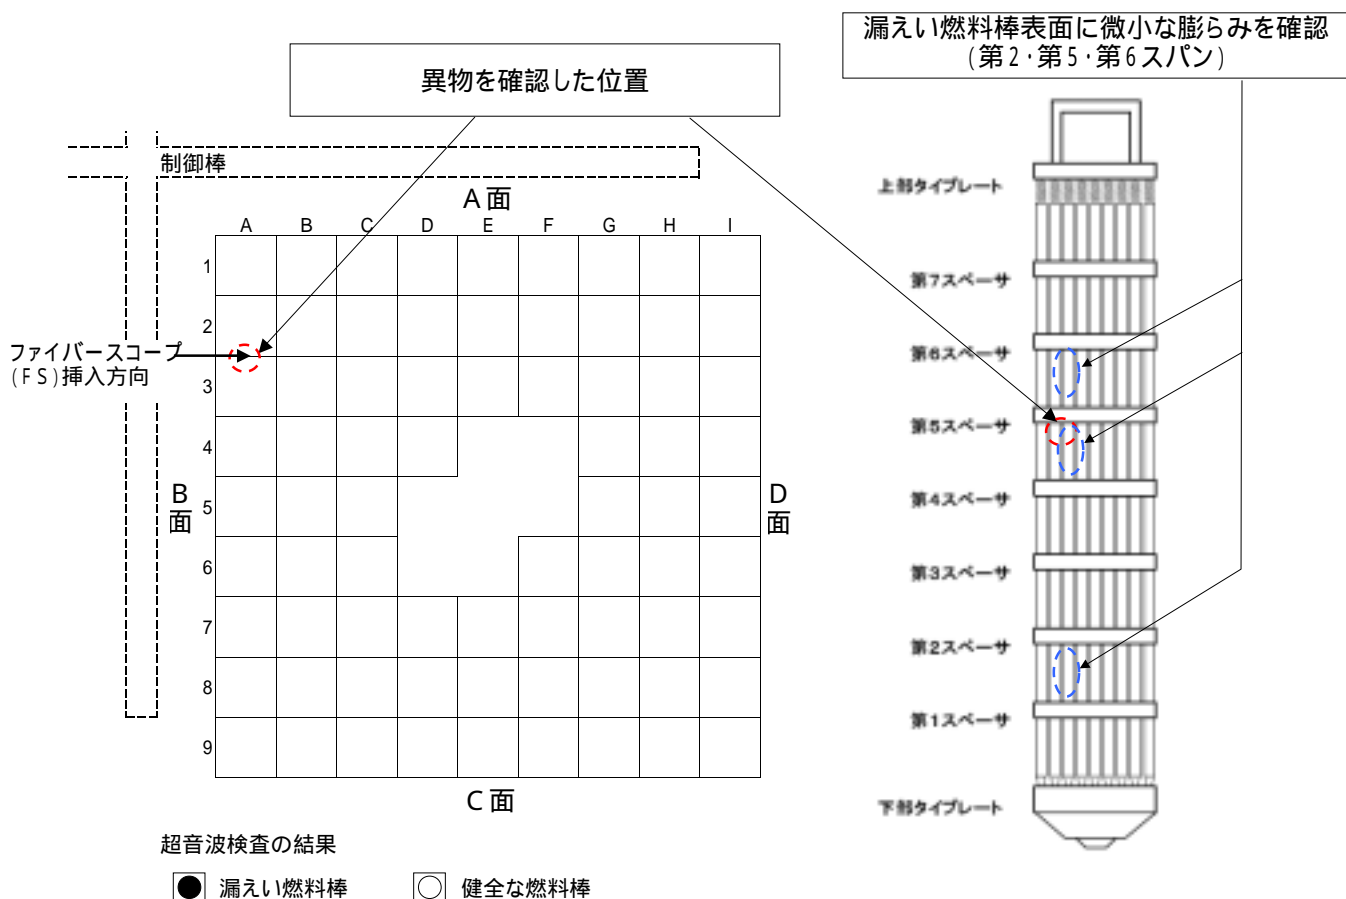 漏えい燃料棒表面に微小な膨らみを確認
(第2・第5・第6スパン)
異物を確認した位置
制御棒
A面
A B C D E F G H I
1
2
3
4
5
6
7
8
9
ファイバースコープ
(FS)挿入方向
B面
D面
C面
上部タイプレート
第7スペーサ
第6スペーサ
第5スペーサ
第4スペーサ
第3スペーサ
第2スペーサ
第1スペーサ
下部タイプレート
超音波検査の結果
漏えい燃料棒 健全な燃料棒